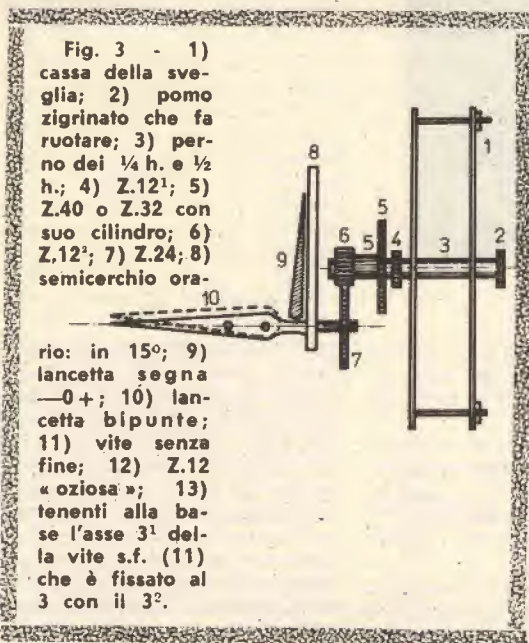 Fig. 3 - 1)
cassa della sve-
glia; 2) pomo
zigrinato che fa
ruotare; 3) per-
no dei ¼ h. e ½
h.; 4) Z.12¹; 5)
Z.40 o Z.32 con
suo cilindro; 6)
Z,12²; 7) Z.24; 8)
semicerchio ora-
rio: in 15°; 9)
lancetta segna
—0+; 10) lan-
cetta bipunte;
11) vite senza
fine; 12) Z.12
« oziosa »; 13)
tenenti alla ba-
se l'asse 3¹ del-
la vite s.f. (11)
che è fissato al
3 con il 3².
1
8
5
6
5
4
3
2
9
10
7